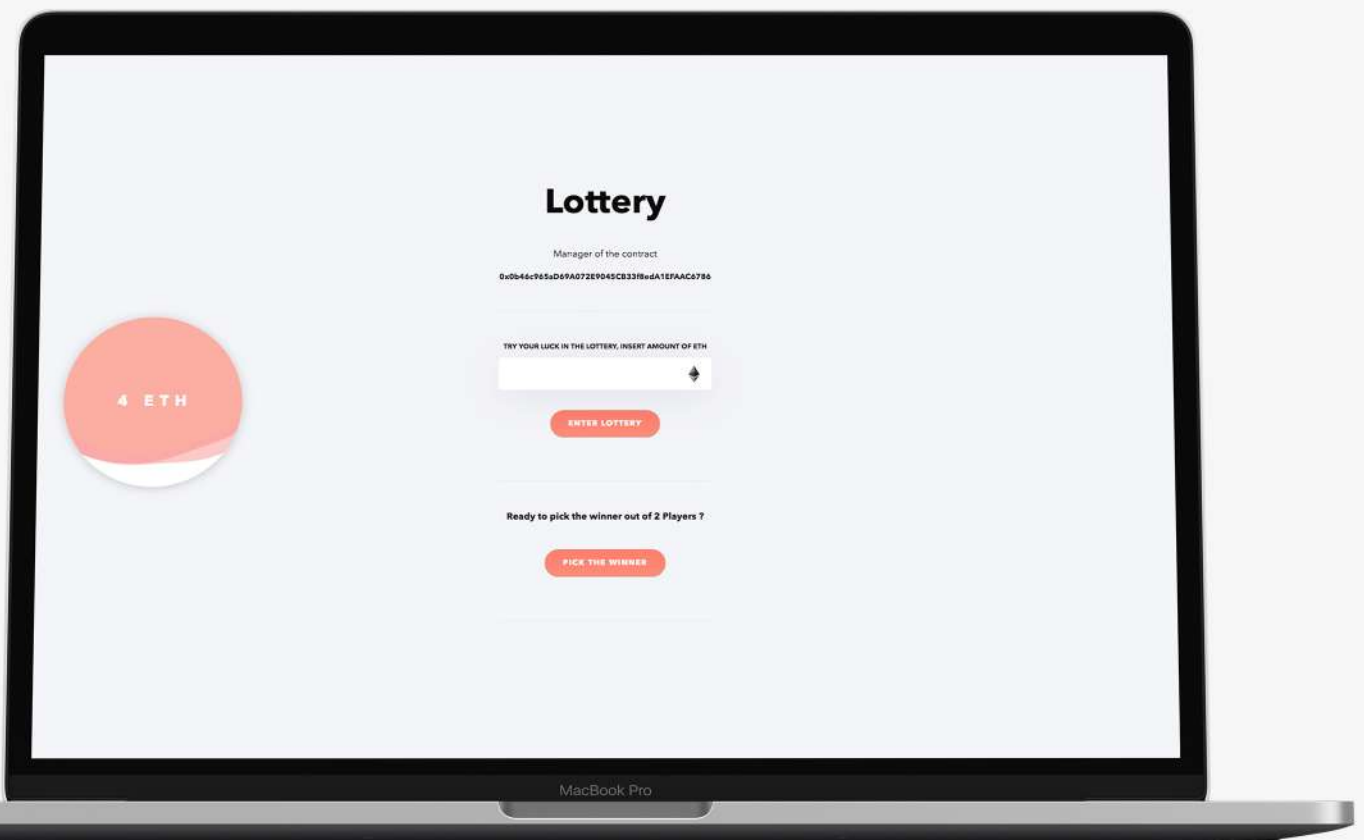 Lottery
Manager of the contract
0x0b46c965aD69A072E9045CB33f8edA1EFAAC6786
TRY YOUR LUCK IN THE LOTTERY, INSERT AMOUNT OF ETH
4 ETH
ENTER LOTTERY
Ready to pick the winner out of 2 Players ?
PICK THE WINNER
MacBook Pro